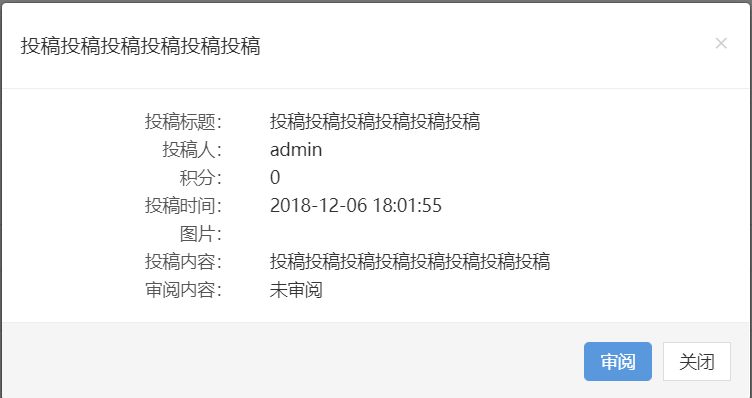 投稿投稿投稿投稿投稿投稿
×
投稿标题： 投稿投稿投稿投稿投稿投稿
投稿人： admin
积分： 0
投稿时间： 2018-12-06 18:01:55
图片：
投稿内容： 投稿投稿投稿投稿投稿投稿投稿投稿
审阅内容： 未审阅
审阅 关闭